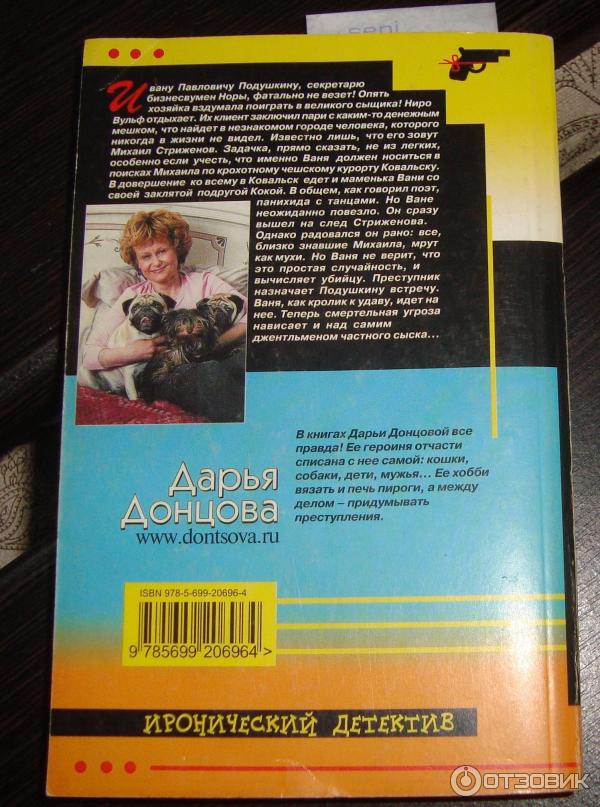 seni
Ивану Павловичу Подушкину, секретарю
бизнесвумен Норы, фатально не везет! Опять
хозяйка вздумала поиграть в великого сыщика! Ниро
Вульф отдыхает. Их клиент заключил пари с каким-то денежным
мешком, что найдет в незнакомом городе человека, которого
никогда в жизни не видел. Известно лишь, что его зовут
Михаил Стриженов. Задачка, прямо сказать, не из легких,
особенно если учесть, что именно Ваня должен носиться в
поисках Михаила по крохотному чешскому курорту Ковальску.
В довершение ко всему в Ковальск едет и маменька Вани со
своей заклятой подругой Кокой. В общем, как говорил поэт,
панихида с танцами. Но Ване
неожиданно повезло. Он сразу
вышел на след Стриженова.
Однако радовался он рано: все,
близко знавшие Михаила, мрут
как мухи. Но Ваня не верит, что
это простая случайность, и
вычисляет убийцу. Преступник
назначает Подушкину встречу.
Ваня, как кролик к удаву, идет на
нее. Теперь смертельная угроза
нависает и над самим
джентльменом частного сыска...
В книгах Дарьи Донцовой все
правда! Ее героиня отчасти
списана с нее самой: кошки,
собаки, дети, мужья... Ее хобби
вязать и печь пироги, а между
делом – придумывать
преступления.
Дарья
Донцова
www.dontsova.ru
ISBN 978-5-699-20696-4
9 785699 206964 >
ИРОНИЧЕСКИЙ ДЕТЕКТИВ
ОТЗОВИК